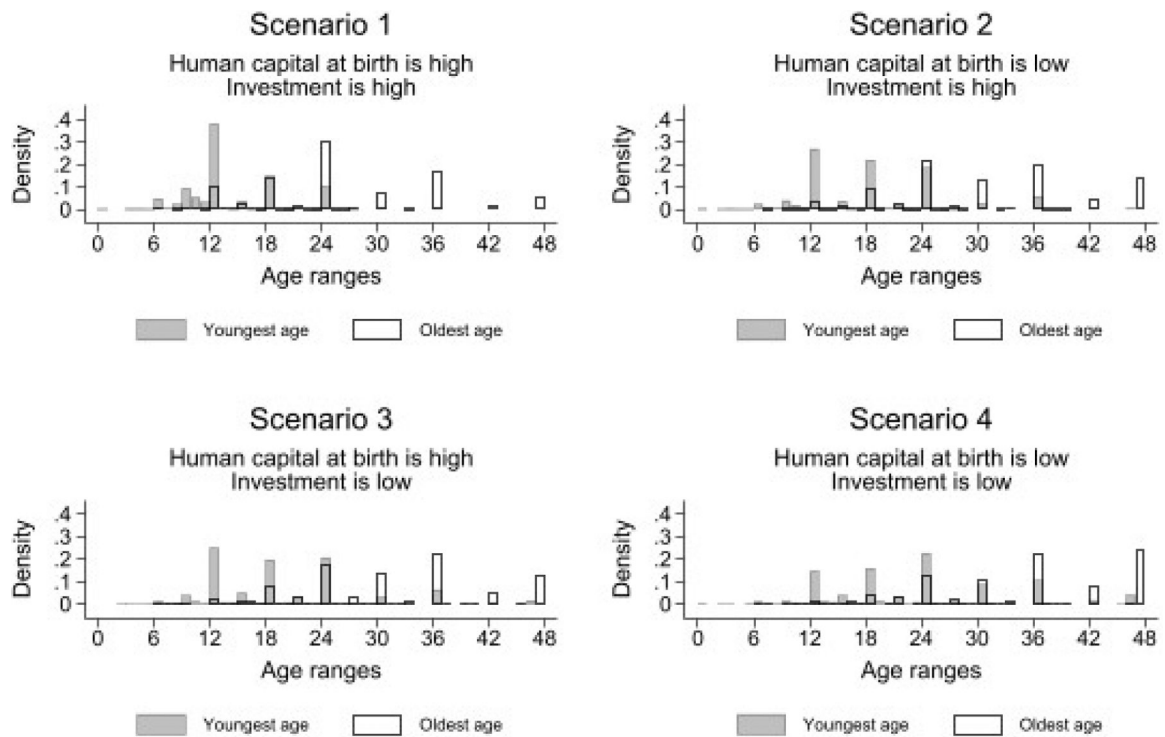 Scenario 1
Human capital at birth is high
Investment is high
Density
.4
.3
.2
.1
0
0 6 12 18 24 30 36 42 48
Age ranges
Youngest age Oldest age
Scenario 2
Human capital at birth is low
Investment is high
Density
.4
.3
.2
.1
0
0 6 12 18 24 30 36 42 48
Age ranges
Youngest age Oldest age
Scenario 3
Human capital at birth is high
Investment is low
Density
.4
.3
.2
.1
0
0 6 12 18 24 30 36 42 48
Age ranges
Youngest age Oldest age
Scenario 4
Human capital at birth is low
Investment is low
Density
.4
.3
.2
.1
0
0 6 12 18 24 30 36 42 48
Age ranges
Youngest age Oldest age